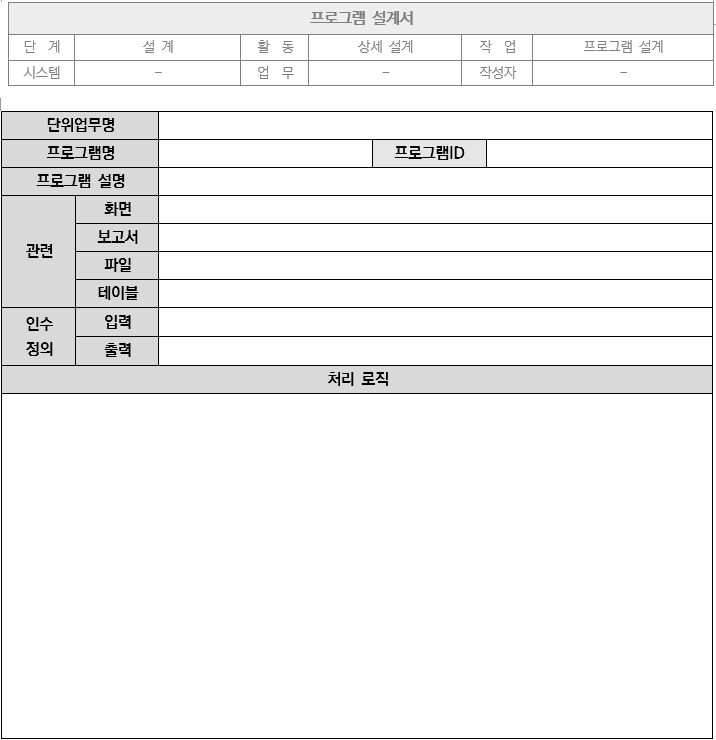 프로그램 설계서
단 계 설 계 활 동 상세 설계 작 업 프로그램 설계
시스템 - 업 무 - 작성자 -
단위업무명
프로그램명 프로그램ID
프로그램 설명
관련 화면
보고서
파일
테이블
인수 정의 입력
출력
처리 로직